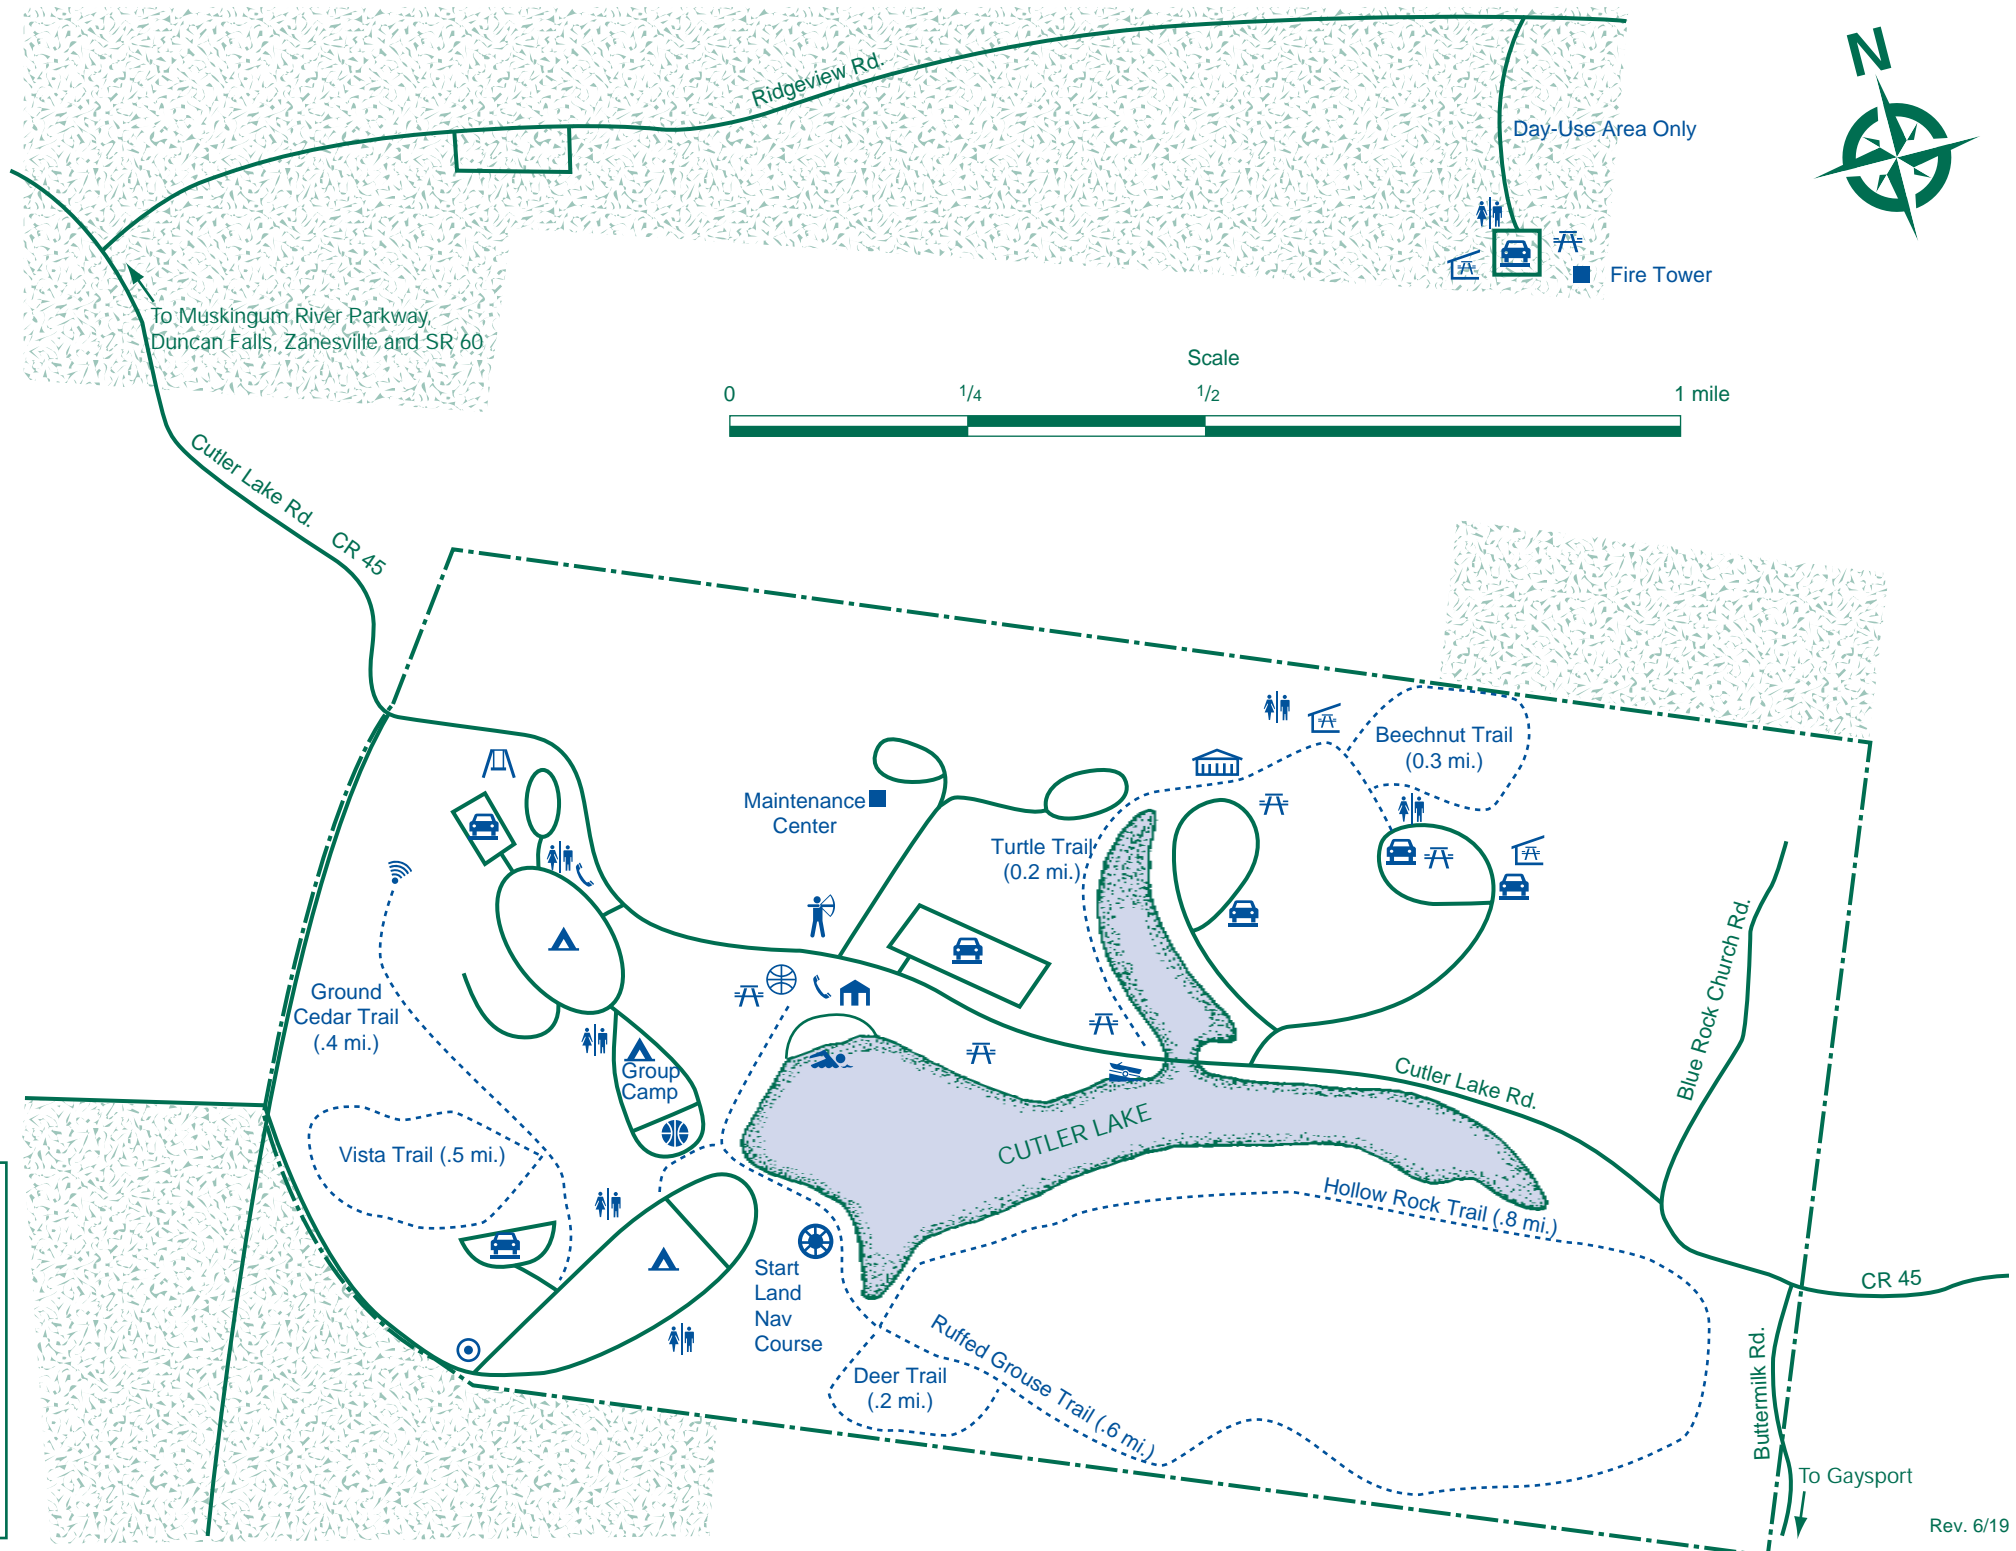 N
Ridgeview Rd.
Day-Use Area Only
Fire Tower
To Muskingum River Parkway,
Duncan Falls, Zanesville and SR 60
Scale
0 1/4 1/2 1 mile
Cutler Lake Rd.
CR 45
Beechnut Trail
(0.3 mi.)
Maintenance
Center
Turtle Trail
(0.2 mi.)
Blue Rock Church Rd.
Ground
Cedar Trail
(.4 mi.)
Group
Camp
Cutler Lake Rd.
CUTLER LAKE
Vista Trail (.5 mi.)
Hollow Rock Trail (.8 mi.)
Start
Land
Nav
Course
CR 45
Ruffed Grouse Trail (.6 mi.)
Deer Trail
(.2 mi.)
Buttermilk Rd.
To Gaysport
Rev. 6/19